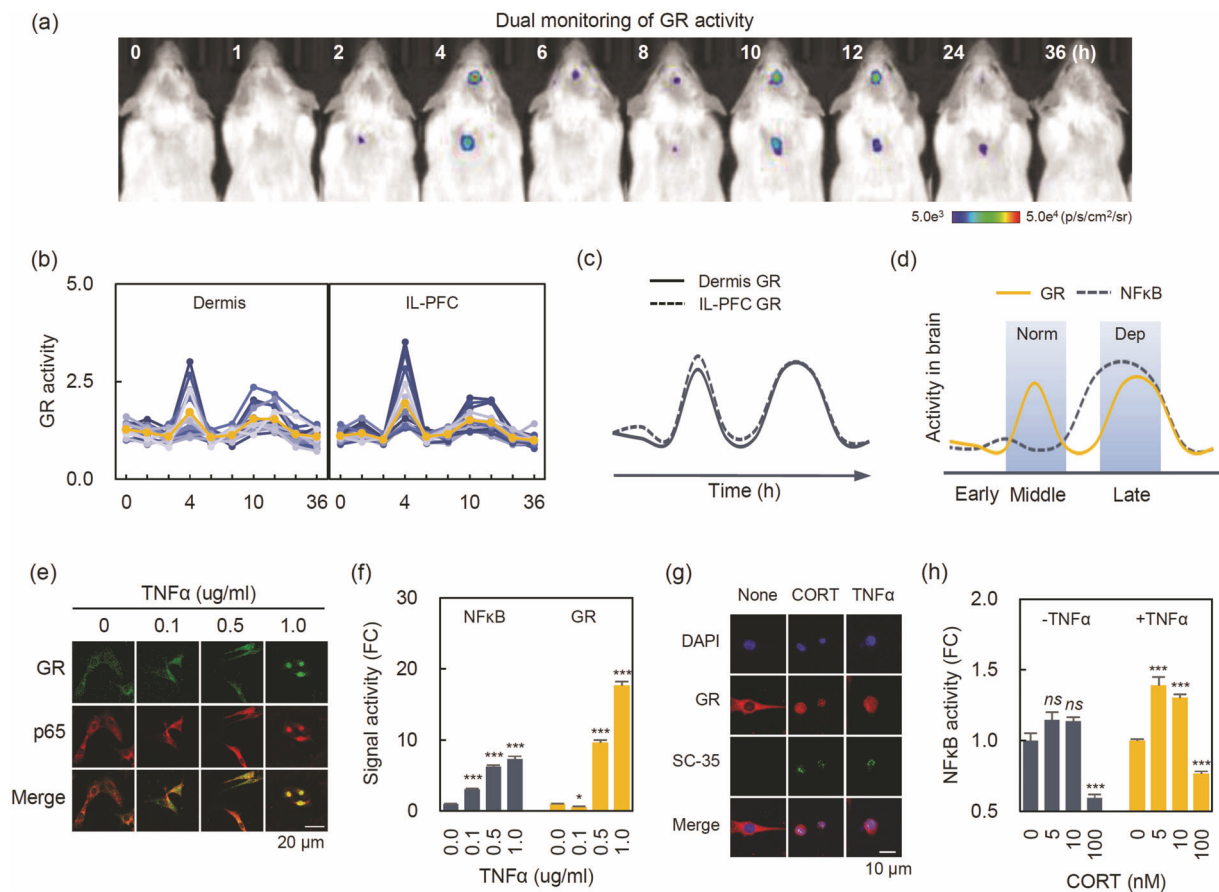 (a)
Dual monitoring of GR activity
0 1 2 4 6 8 10 12 24 36 (h)
5.0e³ 5.0e⁴ (p/s/cm²/sr)
(b)
GR activity
5.0
2.5
0.0
Dermis IL-PFC
0 4 10 36 0 4 10 36
(c)
Dermis GR
IL-PFC GR
Time (h)
(d)
GR NFκB
Activity in brain
Norm Dep
Early Middle Late
(e)
TNFα (ug/ml)
0 0.1 0.5 1.0
GR
p65
Merge
20 μm
(f)
Signal activity (FC)
30
20
10
0
NFκB GR
*** *** *** * *** ***
0.0 0.1 0.5 1.0 0.0 0.1 0.5 1.0
TNFα (ug/ml)
(g)
None CORT TNFα
DAPI
GR
SC-35
Merge
10 μm
(h)
NFκB activity (FC)
2.0
1.5
1.0
0.5
-TNFα +TNFα
ns ns *** *** *** ***
0 5 10 100 0 5 10 100
CORT (nM)